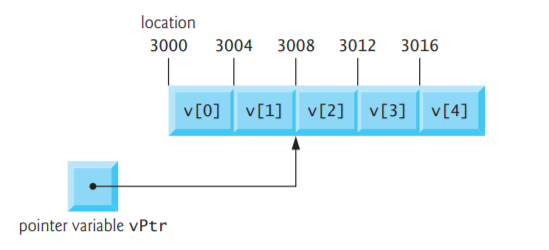 location
3000 3004 3008 3012 3016
v[0] v[1] v[2] v[3] v[4]
pointer variable vPtr